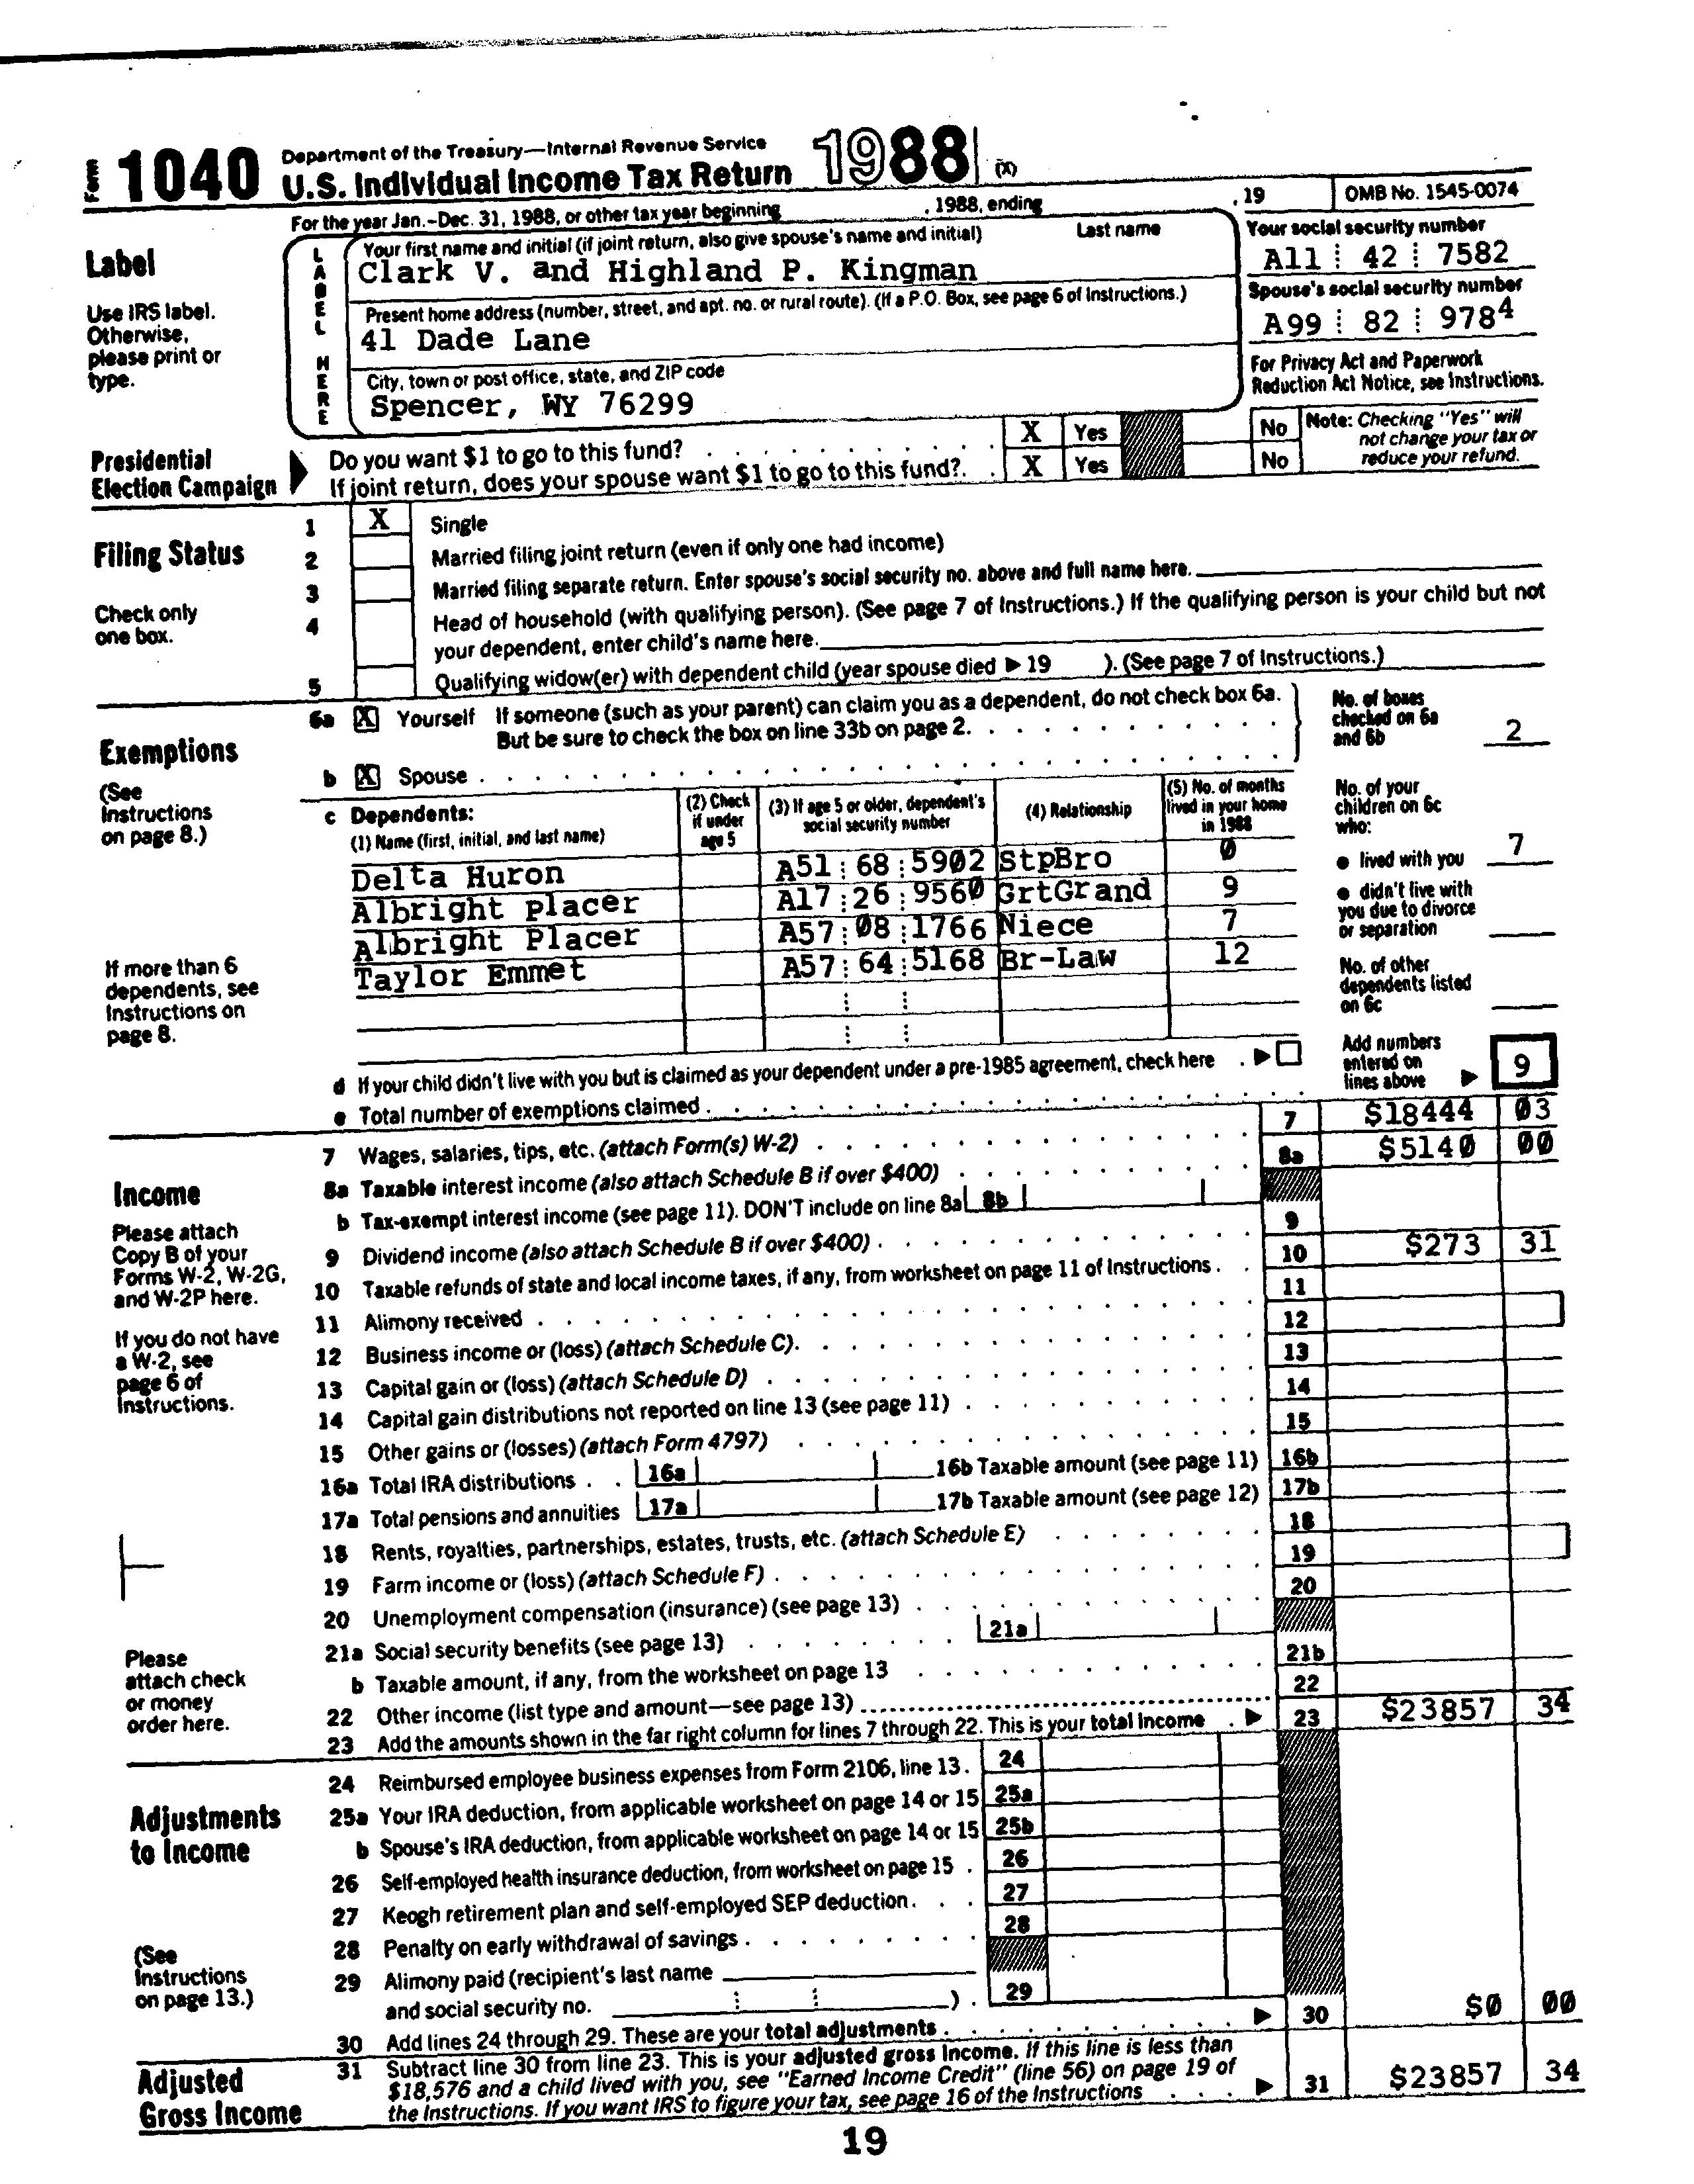 Form 1040 Department of the Treasury—Internal Revenue Service
U.S. Individual Income Tax Return 1988 (X)
For the year Jan.–Dec. 31, 1988, or other tax year beginning , 1988, ending , 19 OMB No. 1545-0074
Label
Use IRS label.
Otherwise,
please print or
type.
LABEL HERE
Your first name and initial (if joint return, also give spouse's name and initial) Last name
Clark V. and Highland P. Kingman
Your social security number
A11 42 7582
Present home address (number, street, and apt. no. or rural route). (If a P.O. Box, see page 6 of Instructions.)
41 Dade Lane
Spouse's social security number
A99 82 9784
City, town or post office, state, and ZIP code
Spencer, WY 76299
For Privacy Act and Paperwork
Reduction Act Notice, see Instructions.
Presidential
Election Campaign
Do you want $1 to go to this fund? X Yes No
If joint return, does your spouse want $1 to go to this fund? X Yes No
Note: Checking "Yes" will
not change your tax or
reduce your refund.
Filing Status
Check only
one box.
1 X Single
2 Married filing joint return (even if only one had income)
3 Married filing separate return. Enter spouse's social security no. above and full name here.
4 Head of household (with qualifying person). (See page 7 of Instructions.) If the qualifying person is your child but not
your dependent, enter child's name here.
5 Qualifying widow(er) with dependent child (year spouse died ▶ 19 ). (See page 7 of Instructions.)
Exemptions
(See
Instructions
on page 8.)
6a X Yourself If someone (such as your parent) can claim you as a dependent, do not check box 6a.
But be sure to check the box on line 33b on page 2.
b X Spouse
No. of boxes
checked on 6a
and 6b 2
c Dependents:
(1) Name (first, initial, and last name)
(2) Check
if under
age 5
(3) If age 5 or older, dependent's
social security number
(4) Relationship
(5) No. of months
lived in your home
in 1988
Delta Huron A51 68 5902 StpBro 0
Albright placer A17 26 9560 GrtGrand 9
Albright Placer A57 08 1766 Niece 7
Taylor Emmet A57 64 5168 Br-Law 12
No. of your
children on 6c
who:
● lived with you 7
● didn't live with
you due to divorce
or separation
No. of other
dependents listed
on 6c
If more than 6
dependents, see
Instructions on
page 8.
d If your child didn't live with you but is claimed as your dependent under a pre-1985 agreement, check here ▶
e Total number of exemptions claimed
Add numbers
entered on
lines above ▶ 9
Income
Please attach
Copy B of your
Forms W-2, W-2G,
and W-2P here.
If you do not have
a W-2, see
page 6 of
Instructions.
7 Wages, salaries, tips, etc. (attach Form(s) W-2) 7 $18444 03
8a Taxable interest income (also attach Schedule B if over $400) 8a $5140 00
b Tax-exempt interest income (see page 11). DON'T include on line 8a 8b
9 Dividend income (also attach Schedule B if over $400) 9
10 Taxable refunds of state and local income taxes, if any, from worksheet on page 11 of Instructions 10 $273 31
11 Alimony received 11
12 Business income or (loss) (attach Schedule C) 12
13 Capital gain or (loss) (attach Schedule D) 13
14 Capital gain distributions not reported on line 13 (see page 11) 14
15 Other gains or (losses) (attach Form 4797) 15
16a Total IRA distributions 16a 16b Taxable amount (see page 11) 16b
17a Total pensions and annuities 17a 17b Taxable amount (see page 12) 17b
18 Rents, royalties, partnerships, estates, trusts, etc. (attach Schedule E) 18
19 Farm income or (loss) (attach Schedule F) 19
20 Unemployment compensation (insurance) (see page 13) 20
21a Social security benefits (see page 13) 21a
b Taxable amount, if any, from the worksheet on page 13 21b
22 Other income (list type and amount—see page 13) 22
23 Add the amounts shown in the far right column for lines 7 through 22. This is your total income ▶ 23 $23857 34
Please
attach check
or money
order here.
Adjustments
to Income
(See
Instructions
on page 13.)
24 Reimbursed employee business expenses from Form 2106, line 13. 24
25a Your IRA deduction, from applicable worksheet on page 14 or 15 25a
b Spouse's IRA deduction, from applicable worksheet on page 14 or 15 25b
26 Self-employed health insurance deduction, from worksheet on page 15 26
27 Keogh retirement plan and self-employed SEP deduction 27
28 Penalty on early withdrawal of savings 28
29 Alimony paid (recipient's last name
and social security no. ) 29
30 Add lines 24 through 29. These are your total adjustments ▶ 30 $0 00
Adjusted
Gross Income
31 Subtract line 30 from line 23. This is your adjusted gross income. If this line is less than
$18,576 and a child lived with you, see "Earned Income Credit" (line 56) on page 19 of
the Instructions. If you want IRS to figure your tax, see page 16 of the Instructions ▶ 31 $23857 34
19